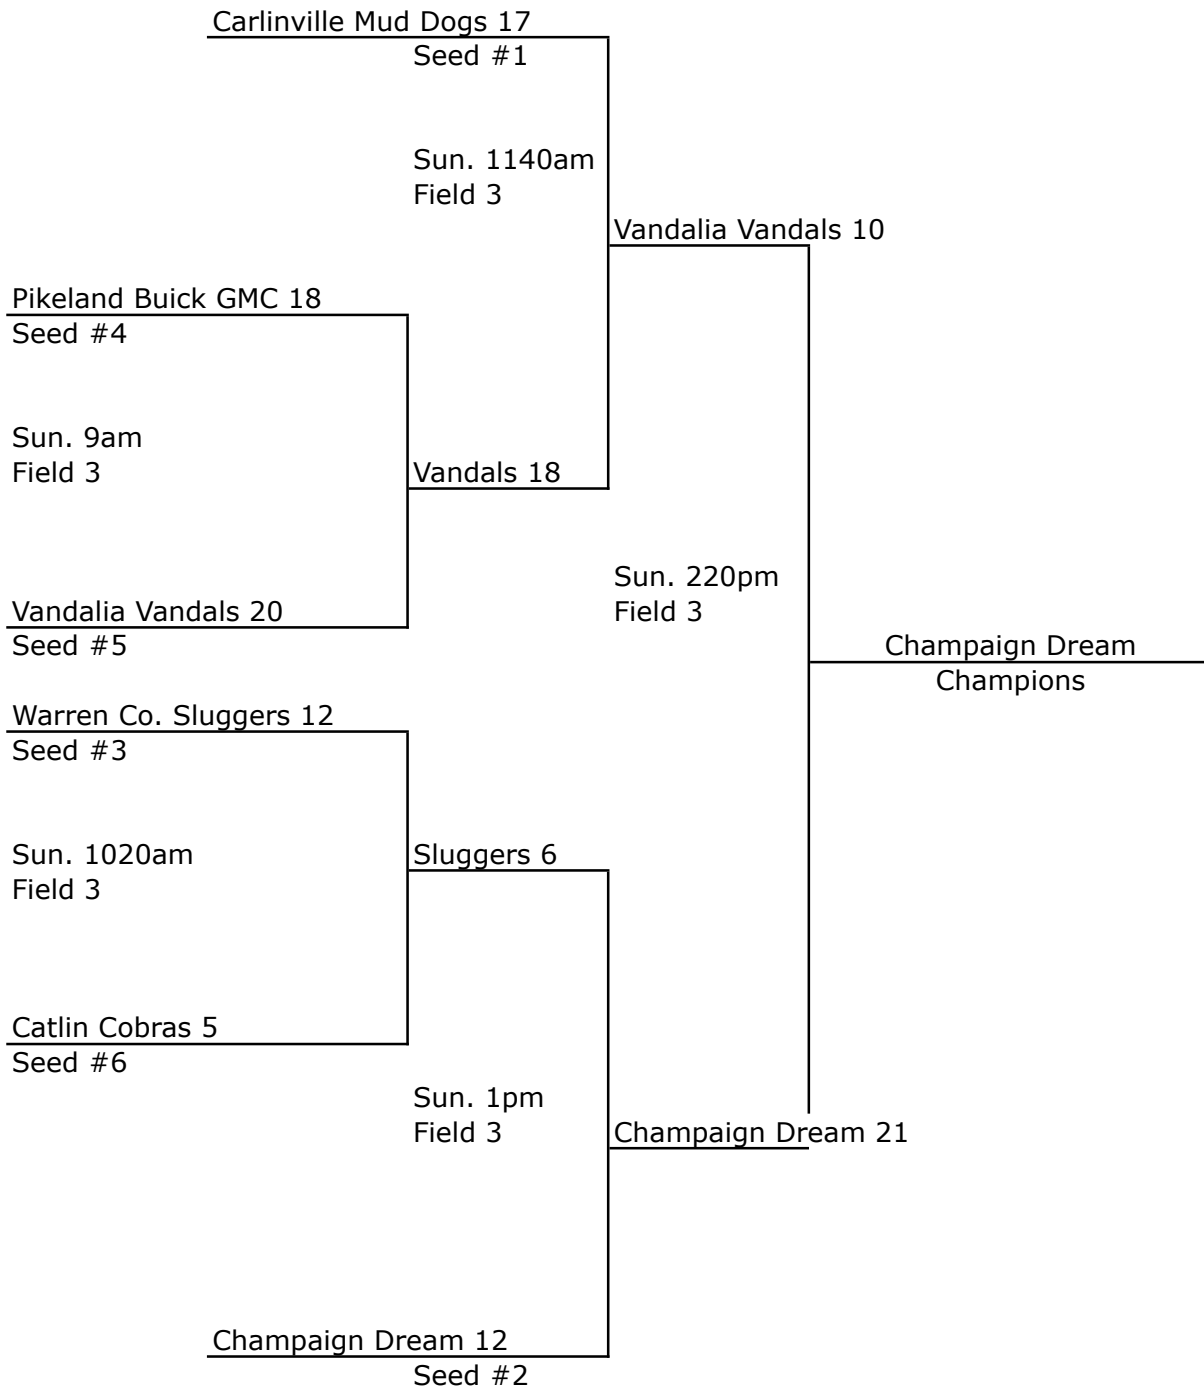 Carlinville Mud Dogs 17
Seed #1
Sun. 1140am
Field 3
Vandalia Vandals 10
Pikeland Buick GMC 18
Seed #4
Sun. 9am
Field 3
Vandals 18
Sun. 220pm
Field 3
Vandalia Vandals 20
Seed #5
Champaign Dream
Champions
Warren Co. Sluggers 12
Seed #3
Sun. 1020am
Field 3
Sluggers 6
Catlin Cobras 5
Seed #6
Sun. 1pm
Field 3
Champaign Dream 21
Champaign Dream 12
Seed #2